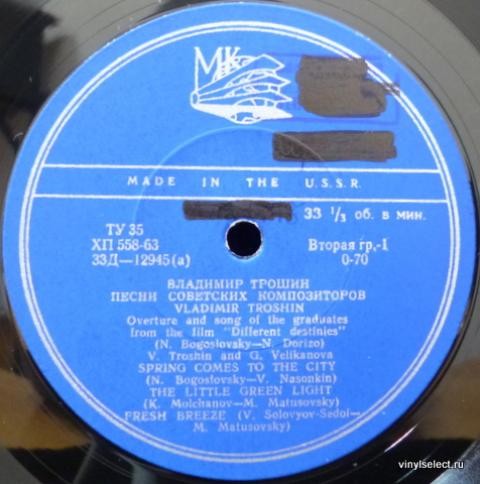 МК
MADE IN THE U.S.S.R.
33 1/3 об. в мин.
ТУ 35
ХП 558-63
33Д—12945(а)
Вторая гр.-1
0-70
ВЛАДИМИР ТРОШИН
ПЕСНИ СОВЕТСКИХ КОМПОЗИТОРОВ
VLADIMIR TROSHIN
Overture and song of the graduates
from the film "Different destinies"
(N. Bogoslovsky—N. Dorizo)
V. Troshin and G. Velikanova
SPRING COMES TO THE CITY
(N. Bogoslovsky—V. Nasonkin)
THE LITTLE GREEN LIGHT
(K. Molchanov—M. Matusovsky)
FRESH BREEZE (V. Solovyov-Sedoi—
M. Matusovsky)
vinylselect.ru